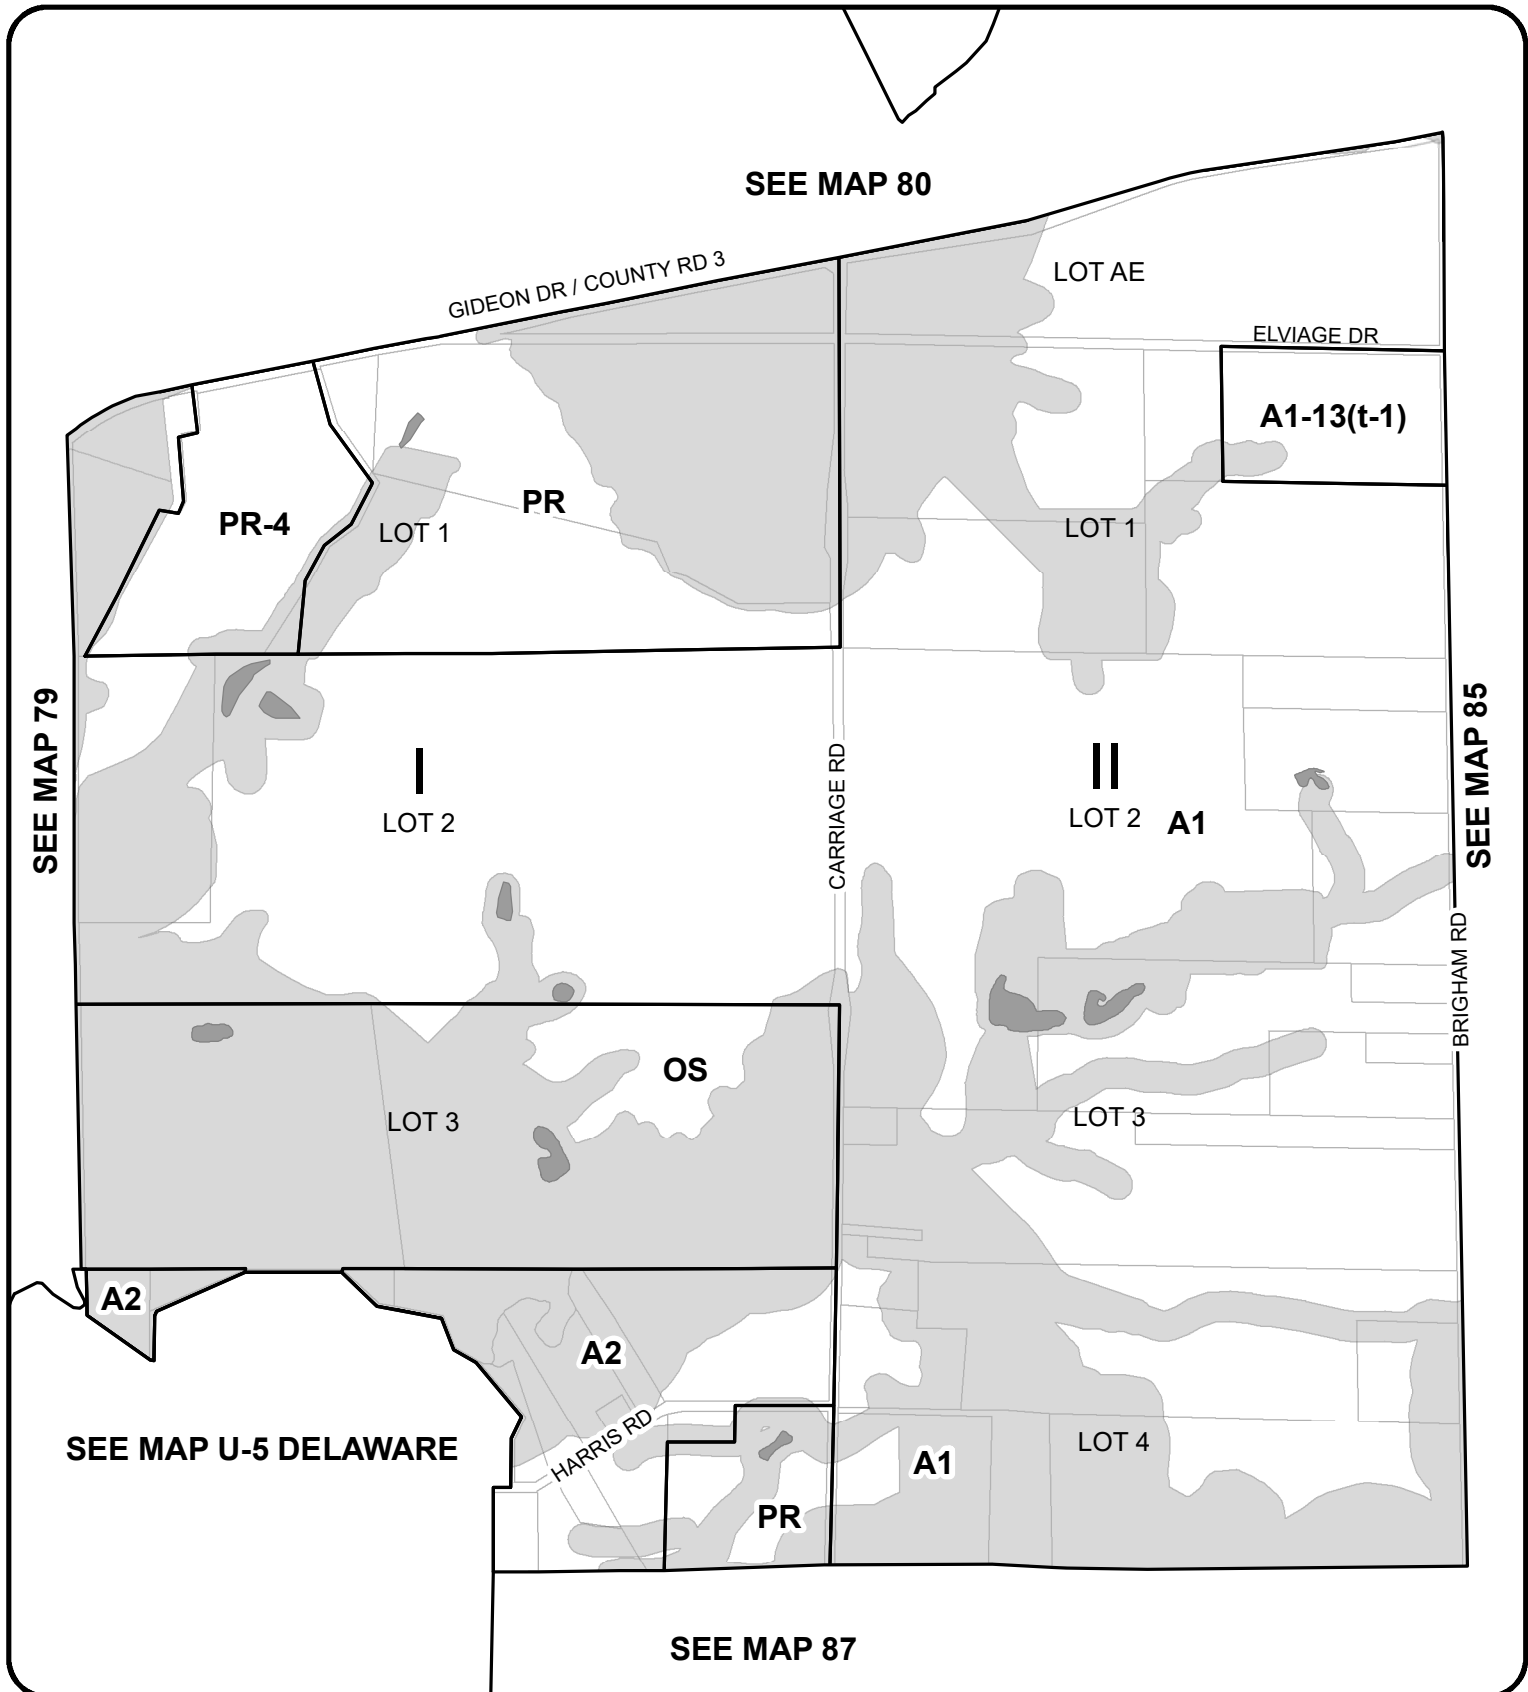 SEE MAP 80
GIDEON DR / COUNTY RD 3
LOT AE
ELVIAGE DR
A1-13(t-1)
PR-4
LOT 1
PR
LOT 1
SEE MAP 79
I
LOT 2
CARRIAGE RD
II
LOT 2
A1
SEE MAP 85
BRIGHAM RD
OS
LOT 3
LOT 3
A2
A2
HARRIS RD
SEE MAP U-5 DELAWARE
PR
A1
LOT 4
SEE MAP 87